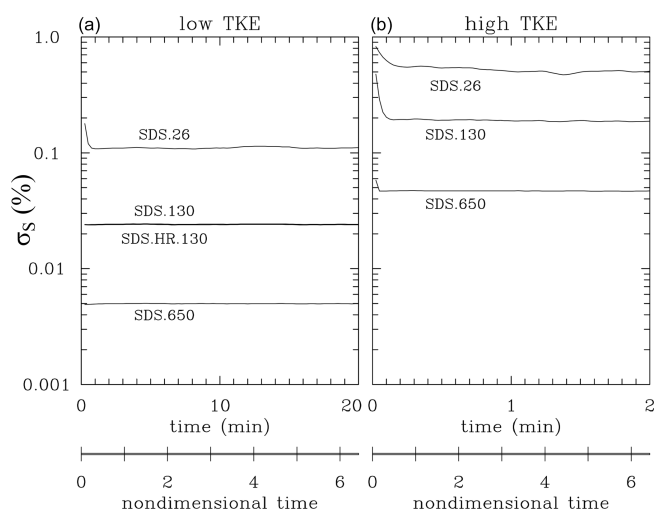 (a) low TKE
(b) high TKE
1.0
0.1
0.01
0.001
σS (%)
SDS.26
SDS.130
SDS.HR.130
SDS.650
SDS.26
SDS.130
SDS.650
0 10 20
time (min)
0 1 2
time (min)
0 2 4 6
nondimensional time
0 2 4 6
nondimensional time